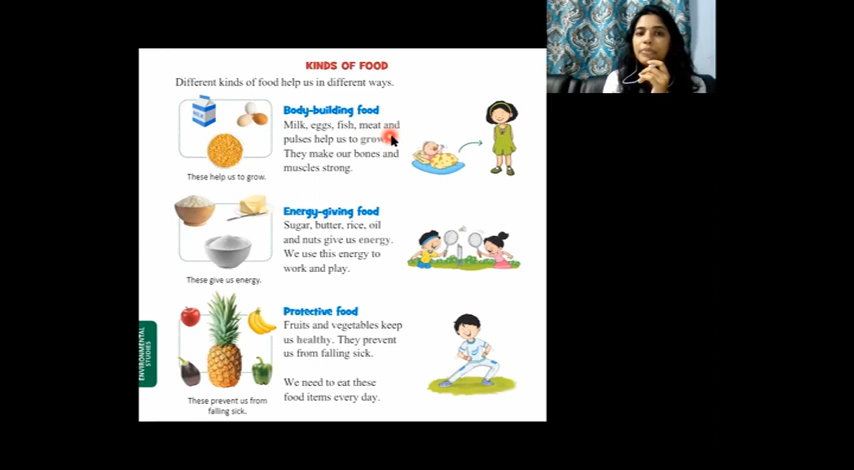 KINDS OF FOOD
Different kinds of food help us in different ways.
MILK
These help us to grow.
Body-building food
Milk, eggs, fish, meat and
pulses help us to grow.
They make our bones and
muscles strong.
These give us energy.
Energy-giving food
Sugar, butter, rice, oil
and nuts give us energy.
We use this energy to
work and play.
ENVIRONMENTAL
STUDIES
These prevent us from
falling sick.
Protective food
Fruits and vegetables keep
us healthy. They prevent
us from falling sick.
We need to eat these
food items every day.